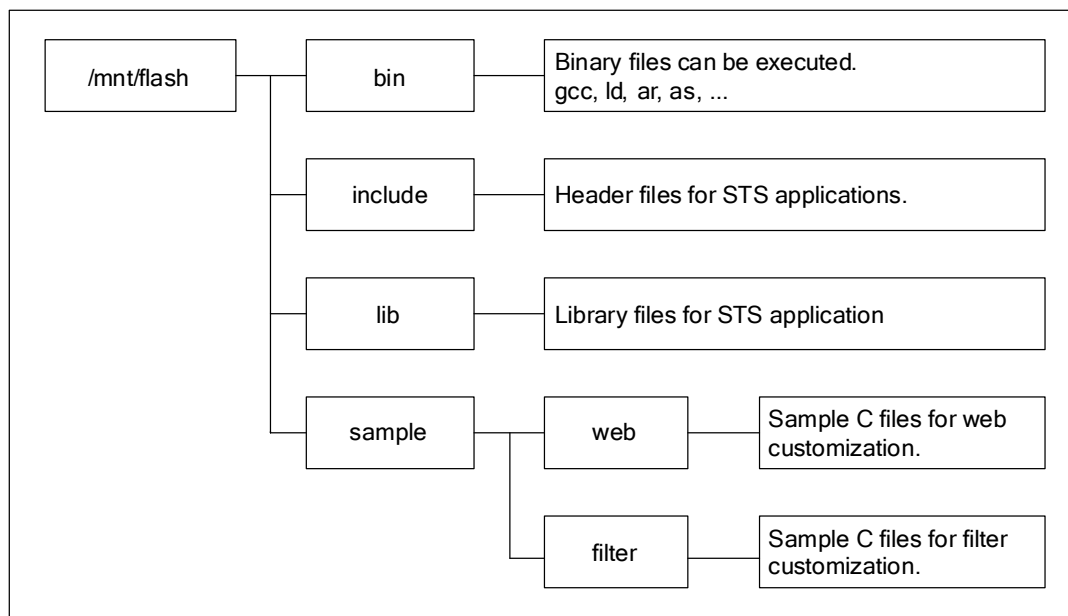 /mnt/flash
bin
Binary files can be executed.
gcc, ld, ar, as, ...
include
Header files for STS applications.
lib
Library files for STS application
sample
web
Sample C files for web
customization.
filter
Sample C files for filter
customization.